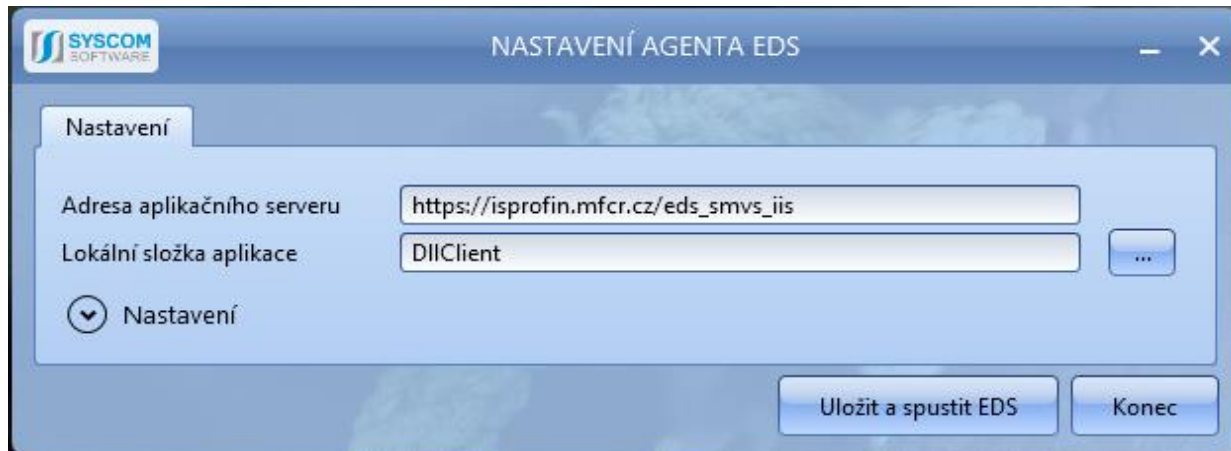 SYSCOM
SOFTWARE
NASTAVENÍ AGENTA EDS
Nastavení
Adresa aplikačního serveru https://isprofin.mfcr.cz/eds_smvs_iis
Lokální složka aplikace DllClient ...
Nastavení
Uložit a spustit EDS Konec